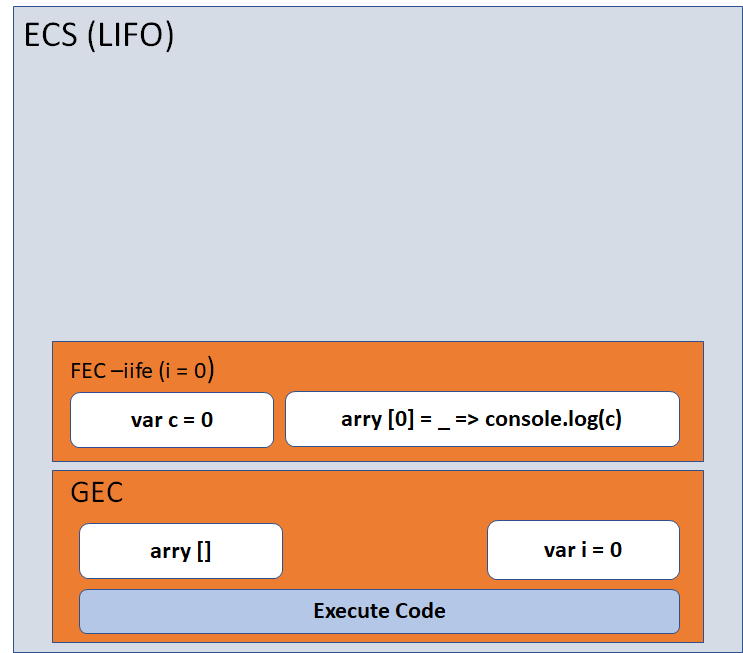 ECS (LIFO)
FEC –iife (i = 0)
var c = 0
arry [0] = _ => console.log(c)
GEC
arry []
var i = 0
Execute Code